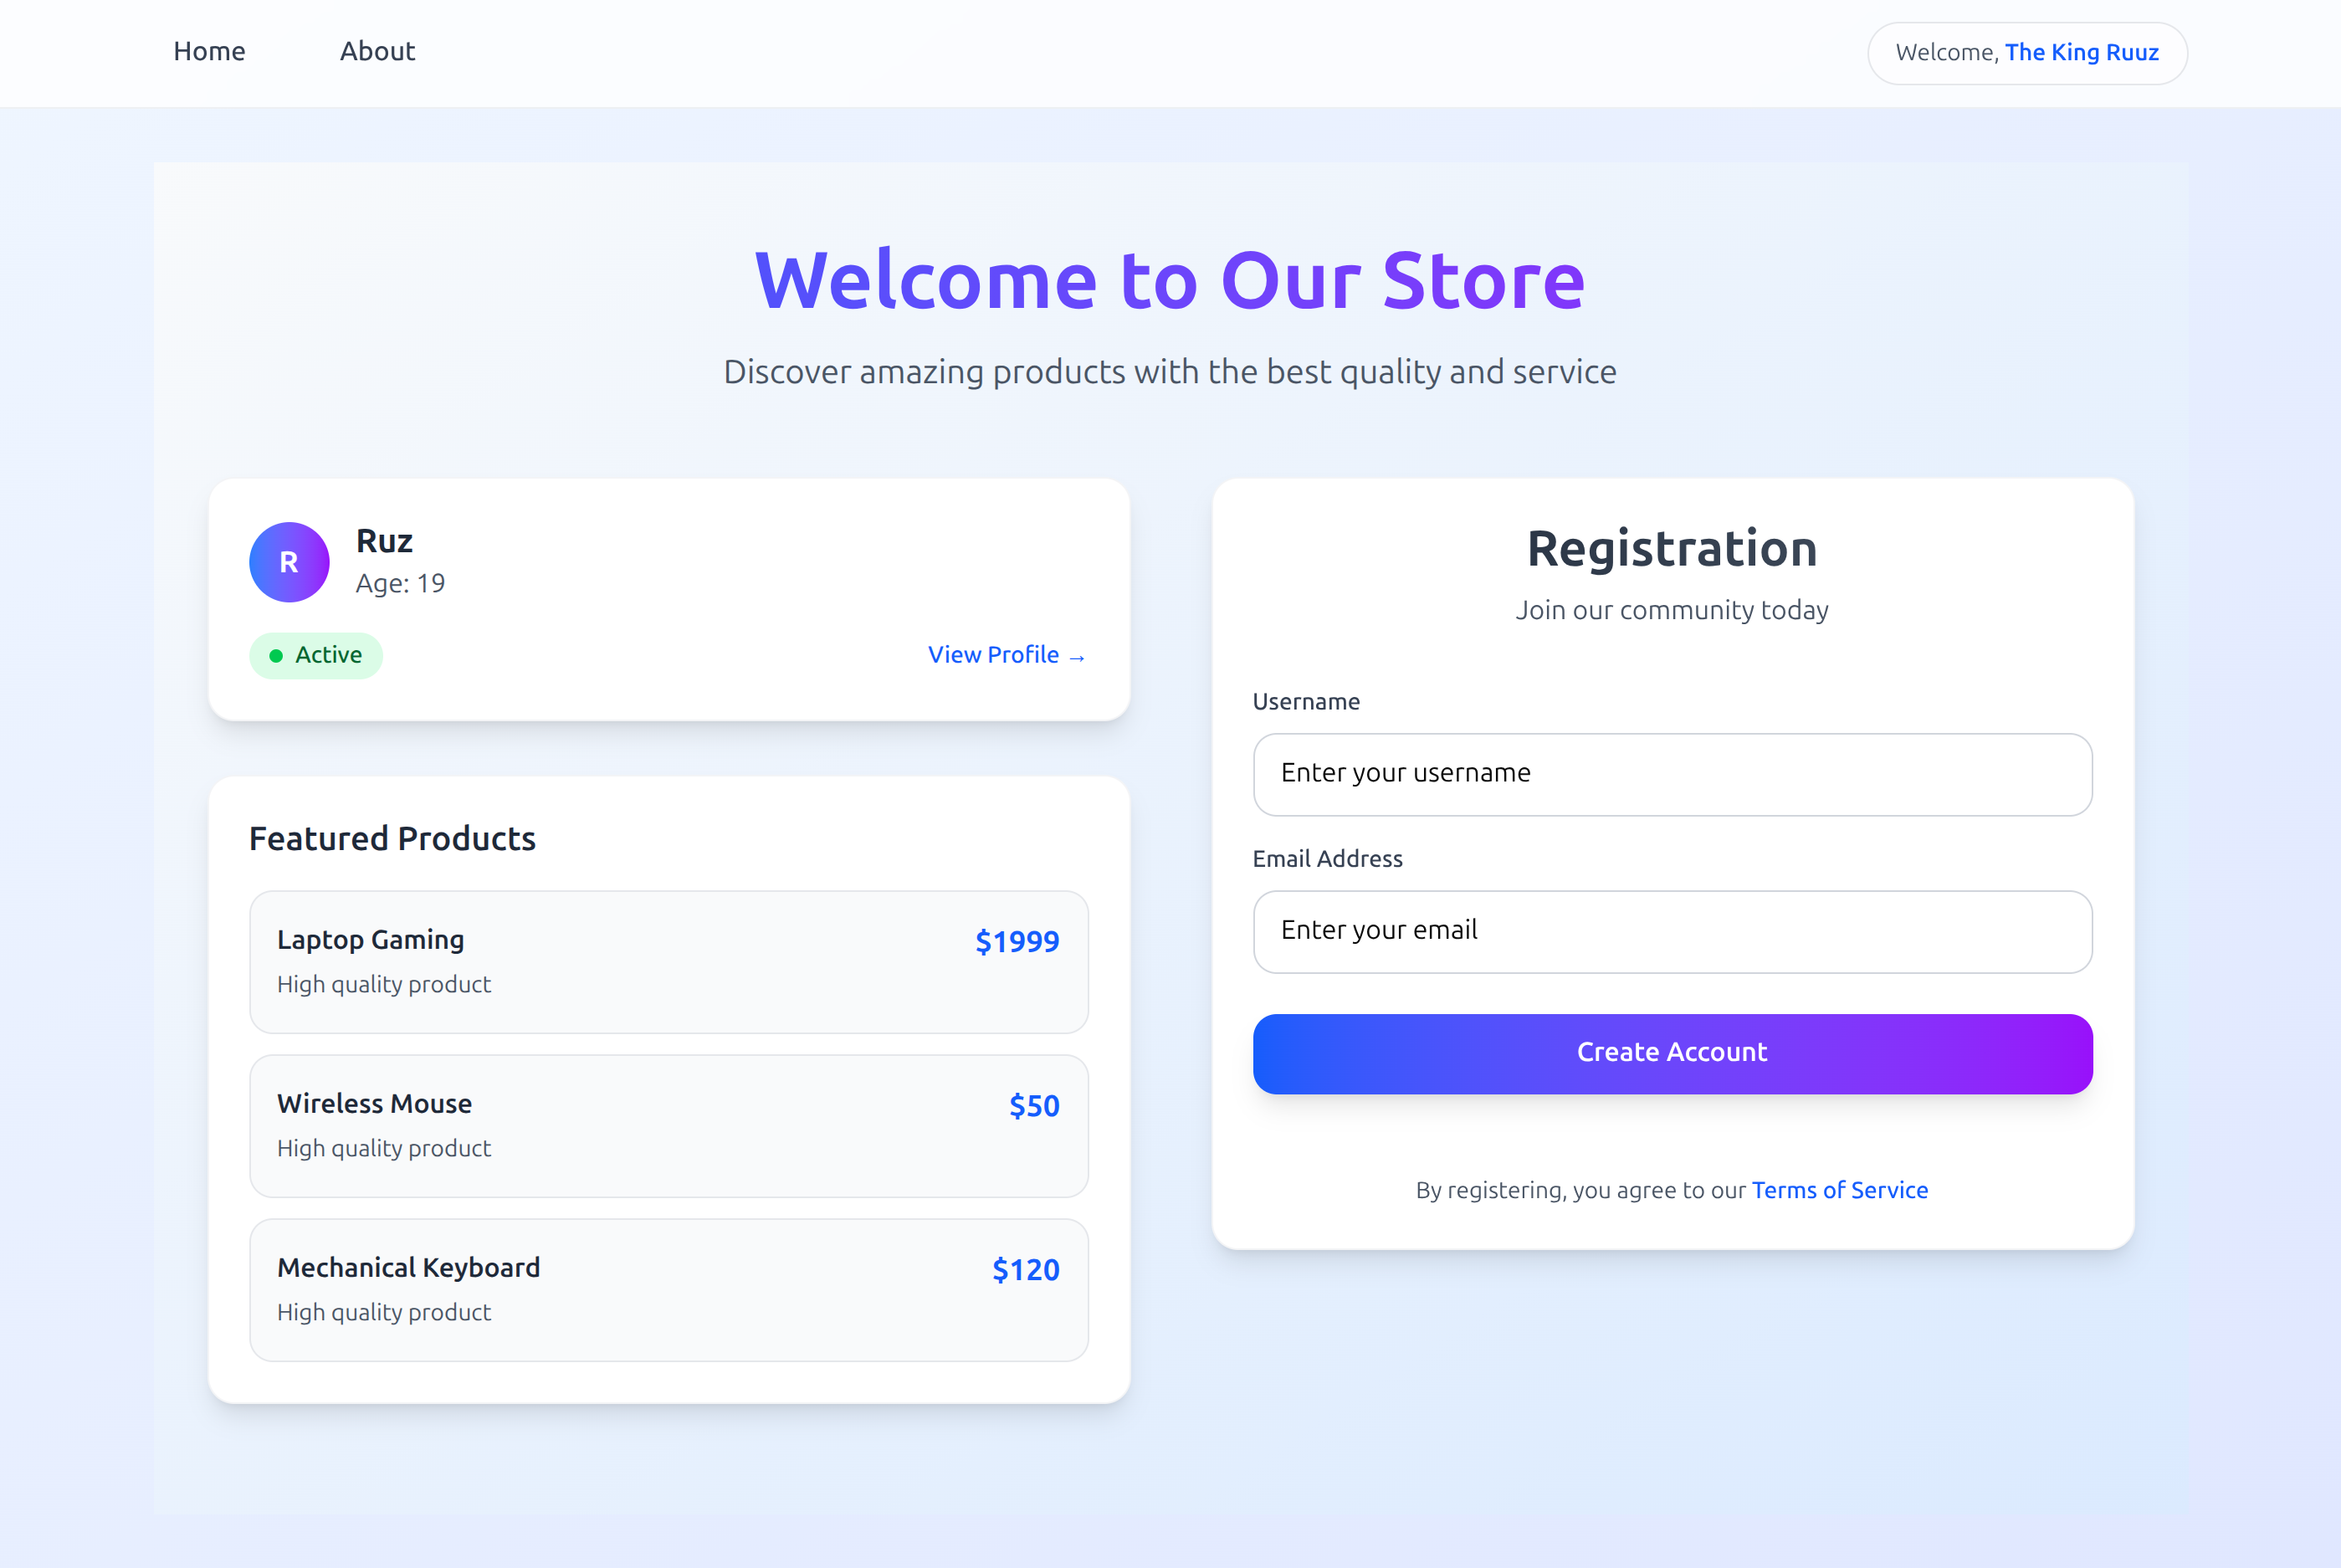 Home
About
Welcome, The King Ruuz
Welcome to Our Store
Discover amazing products with the best quality and service
R
Ruz
Age: 19
Active
View Profile →
Featured Products
Laptop Gaming
$1999
High quality product
Wireless Mouse
$50
High quality product
Mechanical Keyboard
$120
High quality product
Registration
Join our community today
Username
Enter your username
Email Address
Enter your email
Create Account
By registering, you agree to our Terms of Service